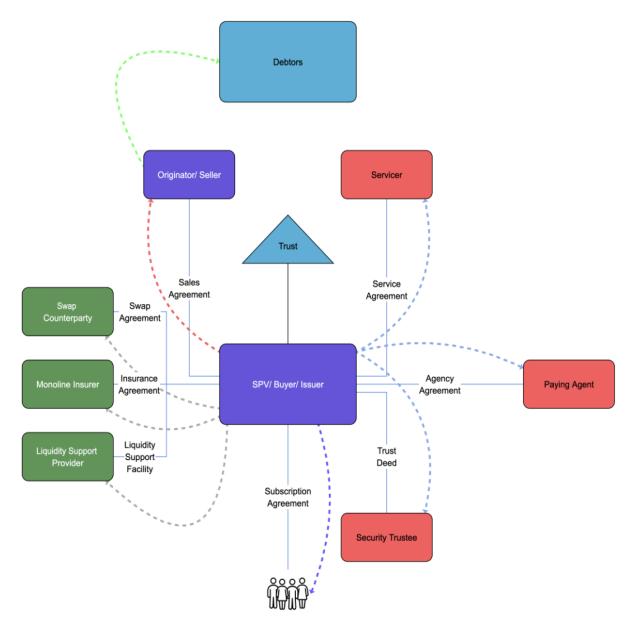 Debtors
Originator/ Seller
Servicer
Trust
Sales
Agreement
Service
Agreement
Swap
Counterparty
Swap
Agreement
Monoline Insurer
Insurance
Agreement
SPV/ Buyer/ Issuer
Agency
Agreement
Paying Agent
Liquidity Support
Provider
Liquidity
Support
Facility
Trust
Deed
Subscription
Agreement
Security Trustee